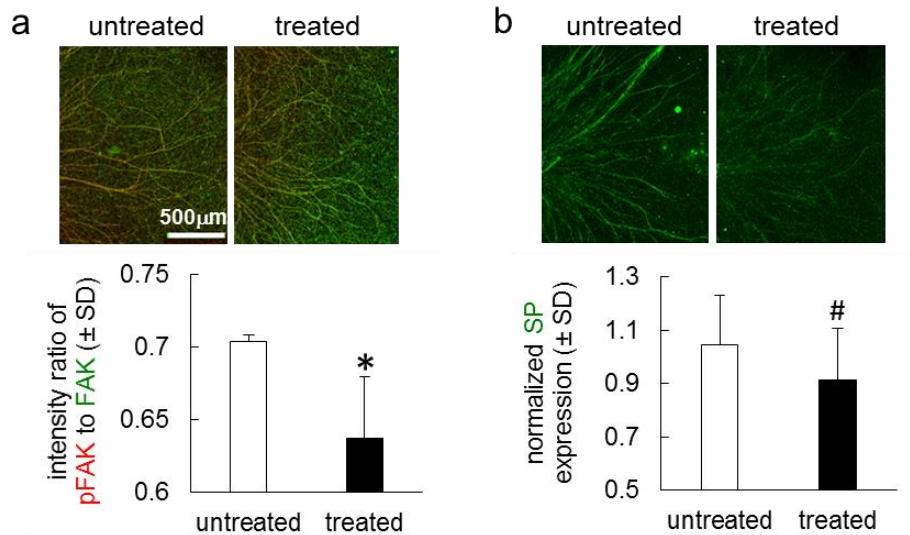 a
untreated
treated
500μm
intensity ratio of
pFAK to FAK (± SD)
0.75
0.7
0.65
0.6
*
untreated
treated
b
untreated
treated
normalized SP
expression (± SD)
1.3
1.1
0.9
0.7
0.5
#
untreated
treated